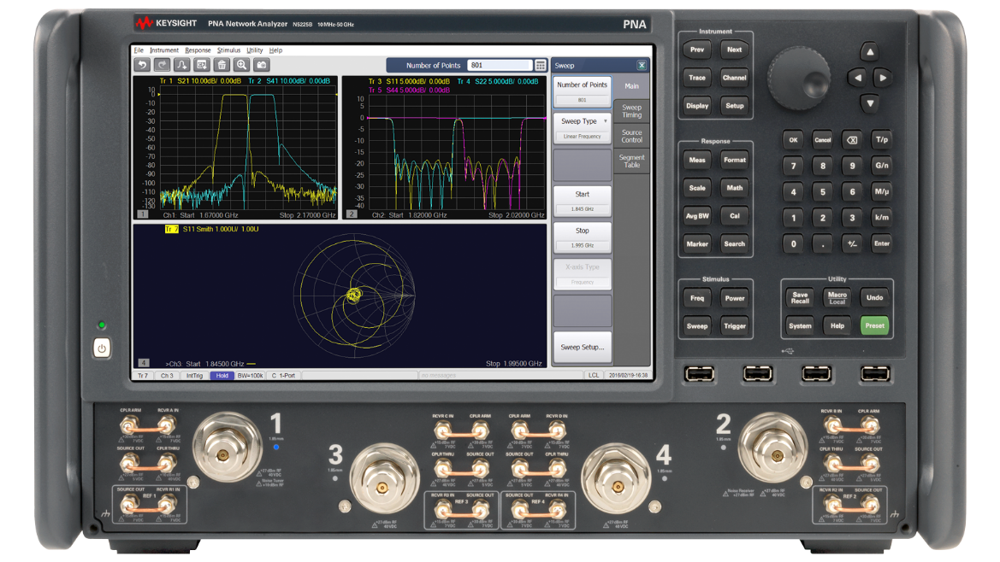 KEYSIGHT PNA Network Analyzer N5225B 10 MHz-50 GHz PNA
File Instrument Response Stimulus Utility Help
Number of Points 801 Sweep X
Tr 1 S21 10.00dB/ 0.00dB Tr 2 S41 10.00dB/ 0.00dB
10
0
-10
-20
-30
-40
-50
-60
-70
-80
-90
-100
-110
-120
-130
1 Ch1: Start 1.67000 GHz Stop 2.17000 GHz
Tr 3 S11 5.000dB/ 0.00dB Tr 4 S22 5.000dB/ 0.00dB
Tr 5 S44 5.000dB/ 0.00dB
10
5
0
-5
-10
-15
-20
-25
-30
-35
-40
2 Ch2: Start 1.82000 GHz Stop 2.02000 GHz
Tr 7 S11 Smith 1.000U/ 1.00U
4 >Ch3: Start 1.84500 GHz Stop 1.99500 GHz
Tr 7 Ch 3 IntTrig Hold BW=100k C 1-Port no messages LCL 2016/02/19-16:38
Number of Points
801
Sweep Type
Linear Frequency
Start
1.845 GHz
Stop
1.995 GHz
X-axis Type
Frequency
Sweep Setup...
Main
Sweep
Timing
Source
Control
Segment
Table
Instrument
Prev Next
Trace Channel
Display Setup
Response
Meas Format
Scale Math
Avg BW Cal
Marker Search
OK Cancel T/p
7 8 9 G/n
4 5 6 M/µ
1 2 3 k/m
0 . +/- Enter
Stimulus
Freq Power
Sweep Trigger
Utility
Save
Recall
Macro
Local
Undo
System Help Preset
CPLR ARM RCVR A IN
SOURCE OUT CPLR THRU
SOURCE OUT RCVR R1 IN
REF 1
1
1.85mm
3
1.85mm
RCVR C IN CPLR ARM
CPLR THRU SOURCE OUT
RCVR R3 IN SOURCE OUT
REF 3
CPLR ARM RCVR D IN
SOURCE OUT CPLR THRU
SOURCE OUT RCVR R4 IN
REF 4
4
1.85mm
2
1.85mm
RCVR B IN CPLR ARM
CPLR THRU SOURCE OUT
RCVR R2 IN SOURCE OUT
REF 2